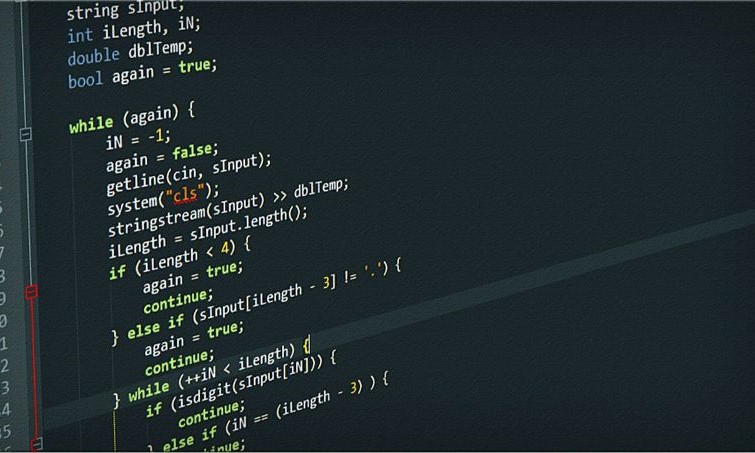 string sInput;
int iLength, iN;
double dblTemp;
bool again = true;
while (again) {
iN = -1;
again = false;
getline(cin, sInput);
system("cls");
stringstream(sInput) >> dblTemp;
iLength = sInput.length();
if (iLength < 4) {
again = true;
continue;
} else if (sInput[iLength - 3] != '.') {
again = true;
continue;
} while (++iN < iLength) {
if (isdigit(sInput[iN])) {
continue;
} else if (iN == (iLength - 3) ) {